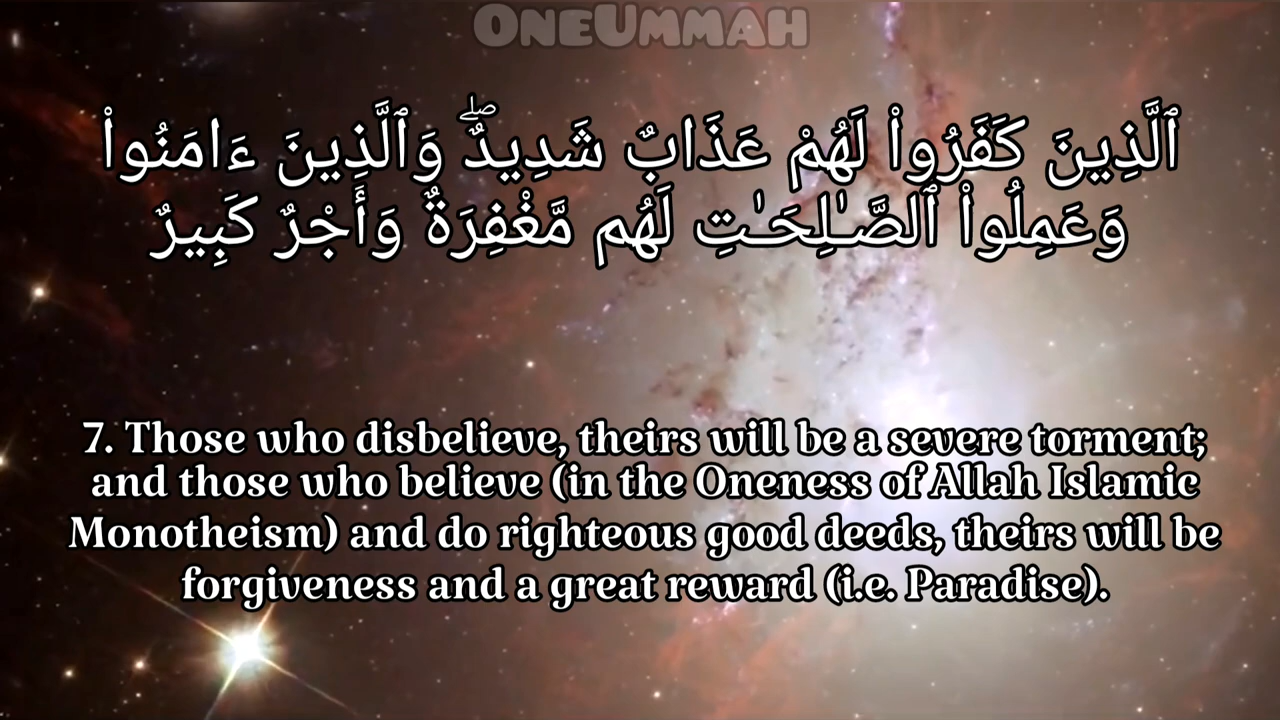 OneUmmah
ٱلَّذِينَ كَفَرُوا۟ لَهُمْ عَذَابٌ شَدِيدٌۖ وَٱلَّذِينَ ءَامَنُوا۟
وَعَمِلُوا۟ ٱلصَّـٰلِحَـٰتِ لَهُم مَّغْفِرَةٌ وَأَجْرٌ كَبِيرٌ
7. Those who disbelieve, theirs will be a severe torment;
and those who believe (in the Oneness of Allah Islamic
Monotheism) and do righteous good deeds, theirs will be
forgiveness and a great reward (i.e. Paradise).